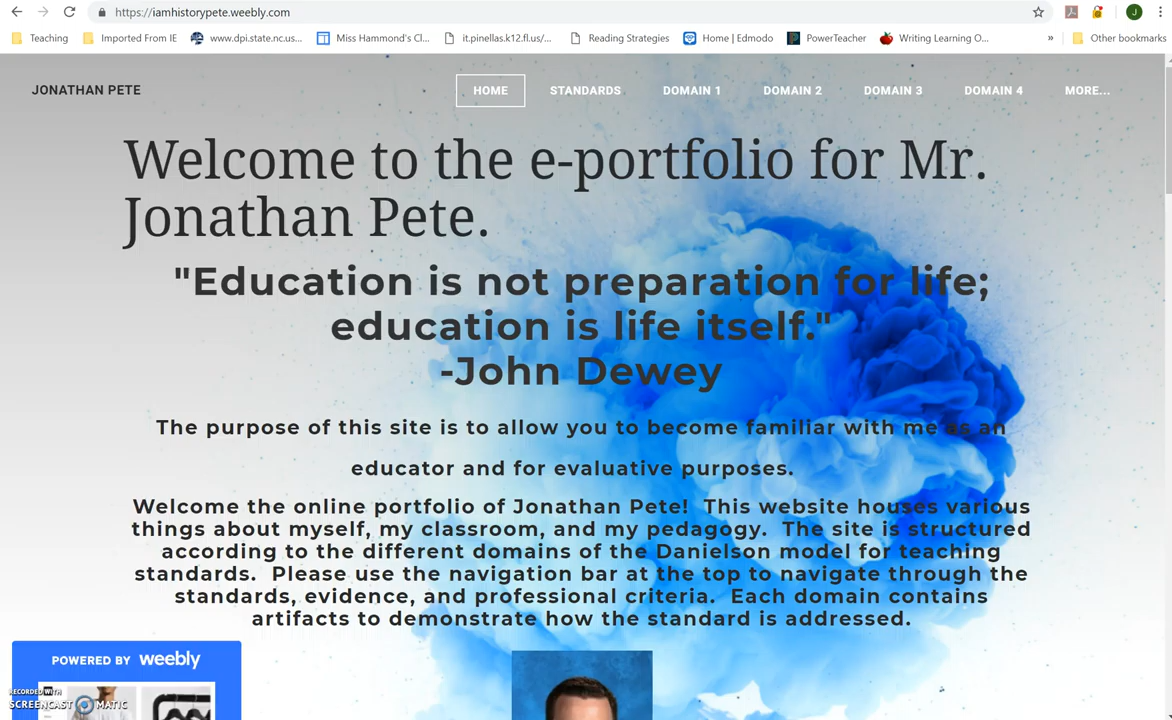 https://iamhistorypete.weebly.com
J
Teaching
Imported From IE
www.dpi.state.nc.us...
Miss Hammond's Cl...
it.pinellas.k12.fl.us/...
Reading Strategies
Home | Edmodo
PowerTeacher
Writing Learning O...
»
Other bookmarks
JONATHAN PETE
HOME
STANDARDS
DOMAIN 1
DOMAIN 2
DOMAIN 3
DOMAIN 4
MORE...
Welcome to the e-portfolio for Mr.
Jonathan Pete.
"Education is not preparation for life;
education is life itself."
-John Dewey
The purpose of this site is to allow you to become familiar with me as an
educator and for evaluative purposes.
Welcome the online portfolio of Jonathan Pete!  This website houses various
things about myself, my classroom, and my pedagogy.  The site is structured
according to the different domains of the Danielson model for teaching
standards.  Please use the navigation bar at the top to navigate through the
standards, evidence, and professional criteria.  Each domain contains
artifacts to demonstrate how the standard is addressed.
POWERED BY weebly
RECORDED WITH
SCREENCAST MATIC